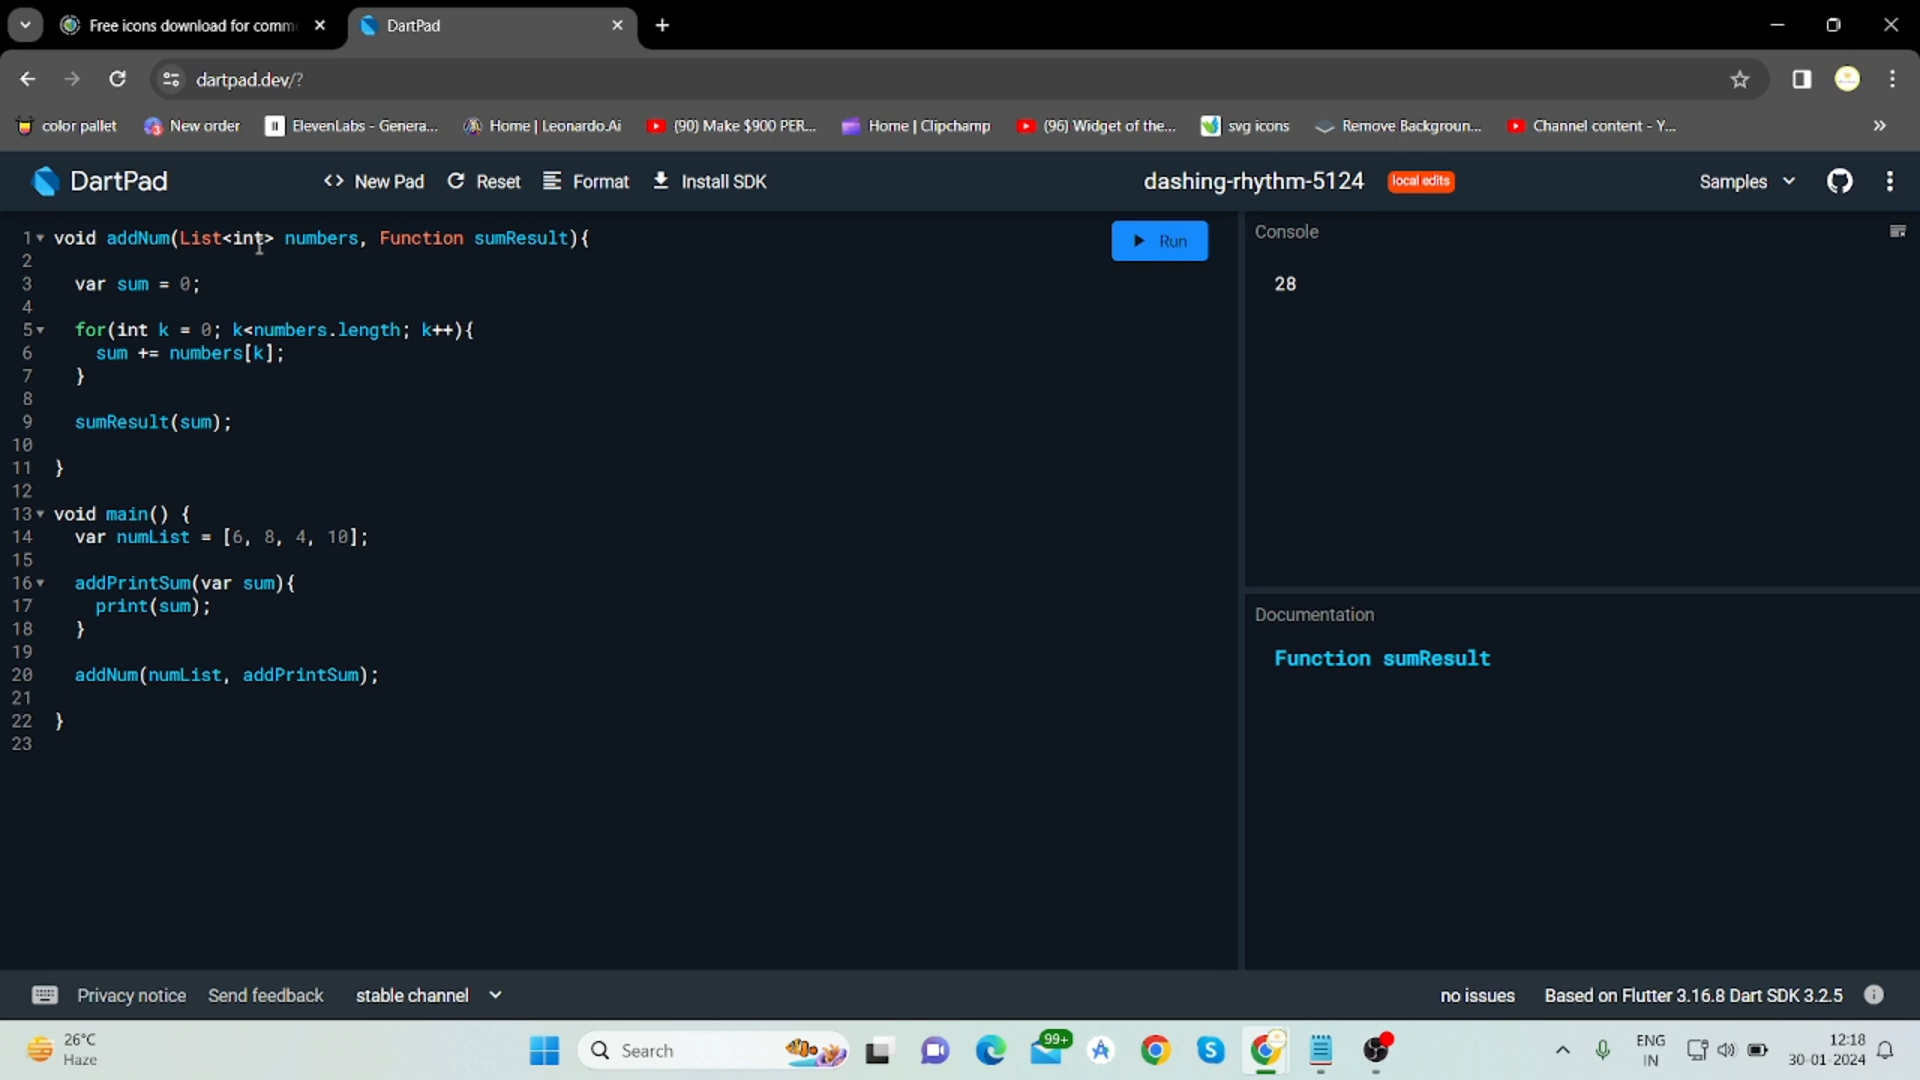 Free icons download for comm
DartPad
dartpad.dev/?
color pallet
New order
ElevenLabs - Genera...
Home | Leonardo.Ai
(90) Make $900 PER...
Home | Clipchamp
(96) Widget of the...
svg icons
Remove Backgroun...
Channel content - Y...
DartPad
<> New Pad
Reset
Format
Install SDK
dashing-rhythm-5124
local edits
Samples
1 void addNum(List<int> numbers, Function sumResult){
2
3 var sum = 0;
4
5 for(int k = 0; k<numbers.length; k++){
6 sum += numbers[k];
7 }
8
9 sumResult(sum);
10
11 }
12
13 void main() {
14 var numList = [6, 8, 4, 10];
15
16 addPrintSum(var sum){
17 print(sum);
18 }
19
20 addNum(numList, addPrintSum);
21
22 }
23
Run
Console
28
Documentation
Function sumResult
Privacy notice
Send feedback
stable channel
no issues
Based on Flutter 3.16.8 Dart SDK 3.2.5
26°C
Haze
Search
99+
ENG
IN
12:18
30-01-2024